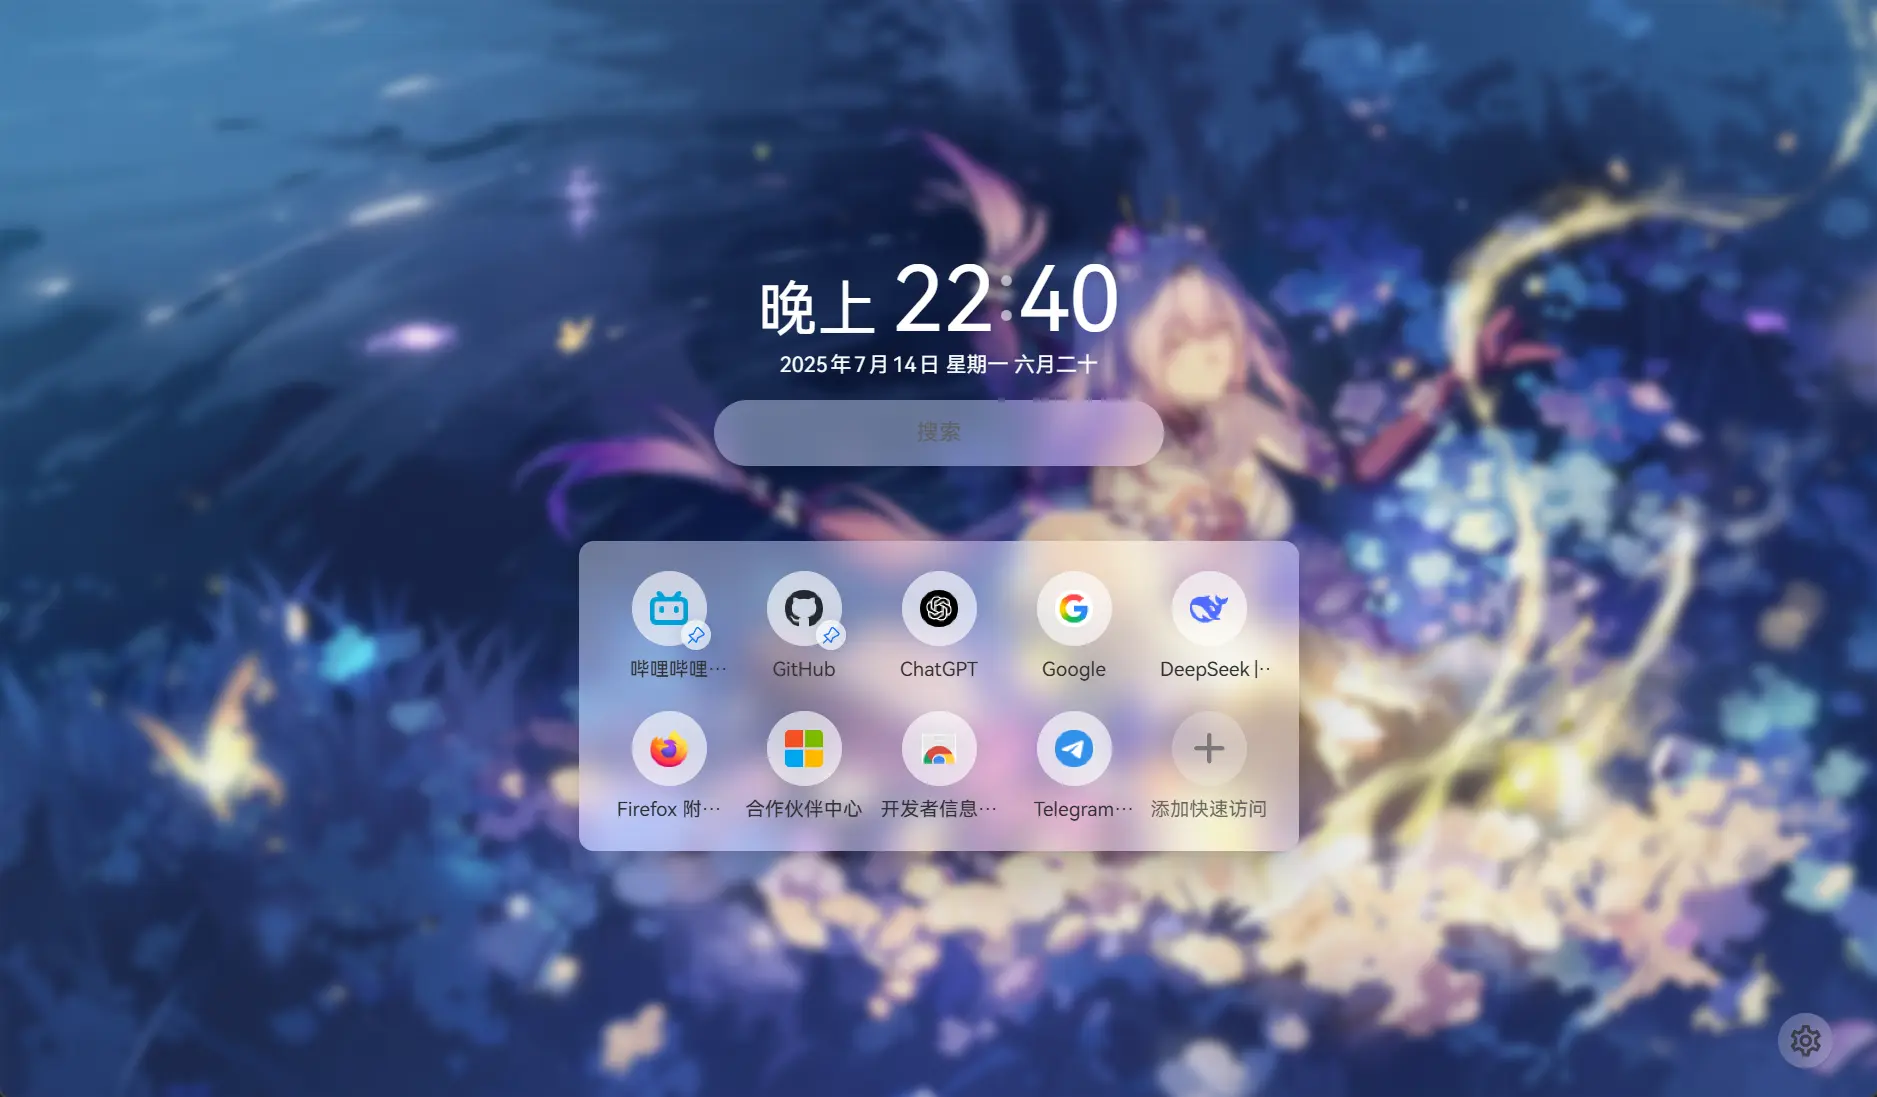 晚上 22:40
2025年7月14日 星期一 六月二十
搜索
哔哩哔哩…
GitHub
ChatGPT
Google
DeepSeek |…
Firefox 附…
合作伙伴中心
开发者信息…
Telegram…
添加快速访问